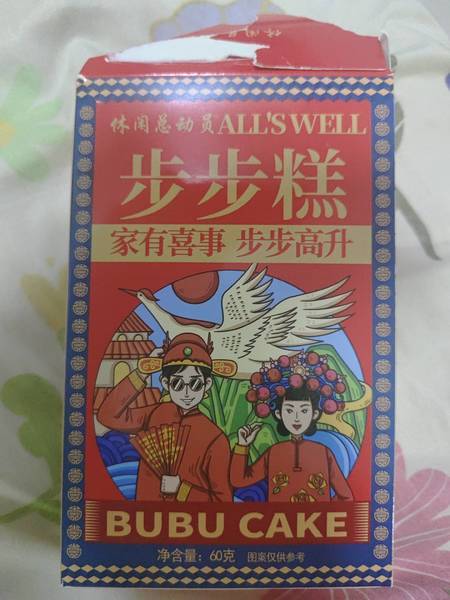 休闲总动员ALL'S WELL
步步糕
家有喜事 步步高升
BUBU CAKE
净含量：60克 图案仅供参考